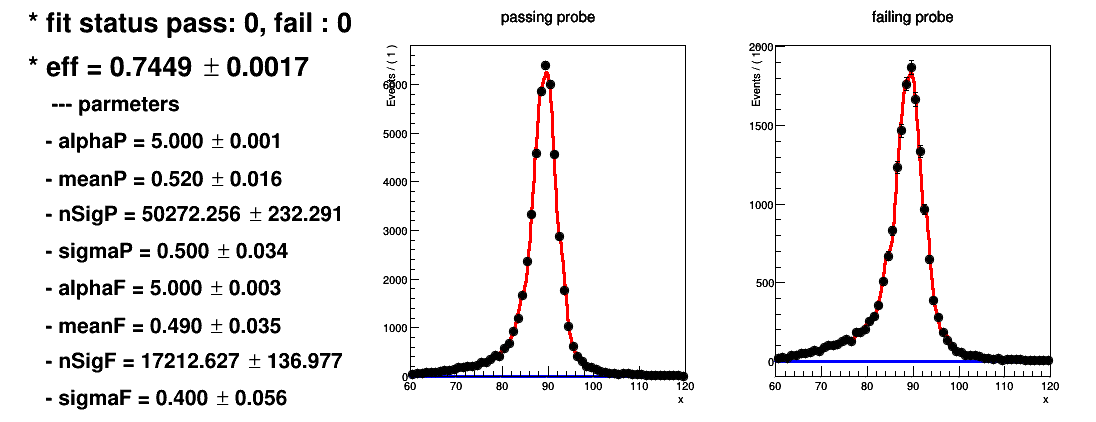 * fit status pass: 0, fail : 0
* eff = 0.7449 ± 0.0017
--- parmeters
- alphaP = 5.000 ± 0.001
- meanP = 0.520 ± 0.016
- nSigP = 50272.256 ± 232.291
- sigmaP = 0.500 ± 0.034
- alphaF = 5.000 ± 0.003
- meanF = 0.490 ± 0.035
- nSigF = 17212.627 ± 136.977
- sigmaF = 0.400 ± 0.056
passing probe
Events / ( 1 )
6000
5000
4000
3000
2000
1000
0
60 70 80 90 100 110 120
x
failing probe
Events / ( 1 )
2000
1500
1000
500
0
60 70 80 90 100 110 120
x